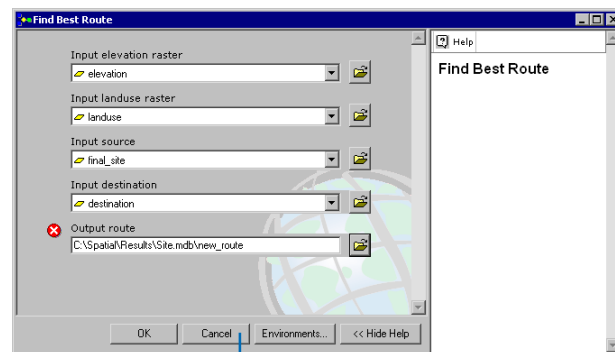 Find Best Route
Help
Find Best Route
Input elevation raster
elevation
Input landuse raster
landuse
Input source
final_site
Input destination
destination
Output route
C:\Spatial\Results\Site.mdb\new_route
OK
Cancel
Environments...
<< Hide Help